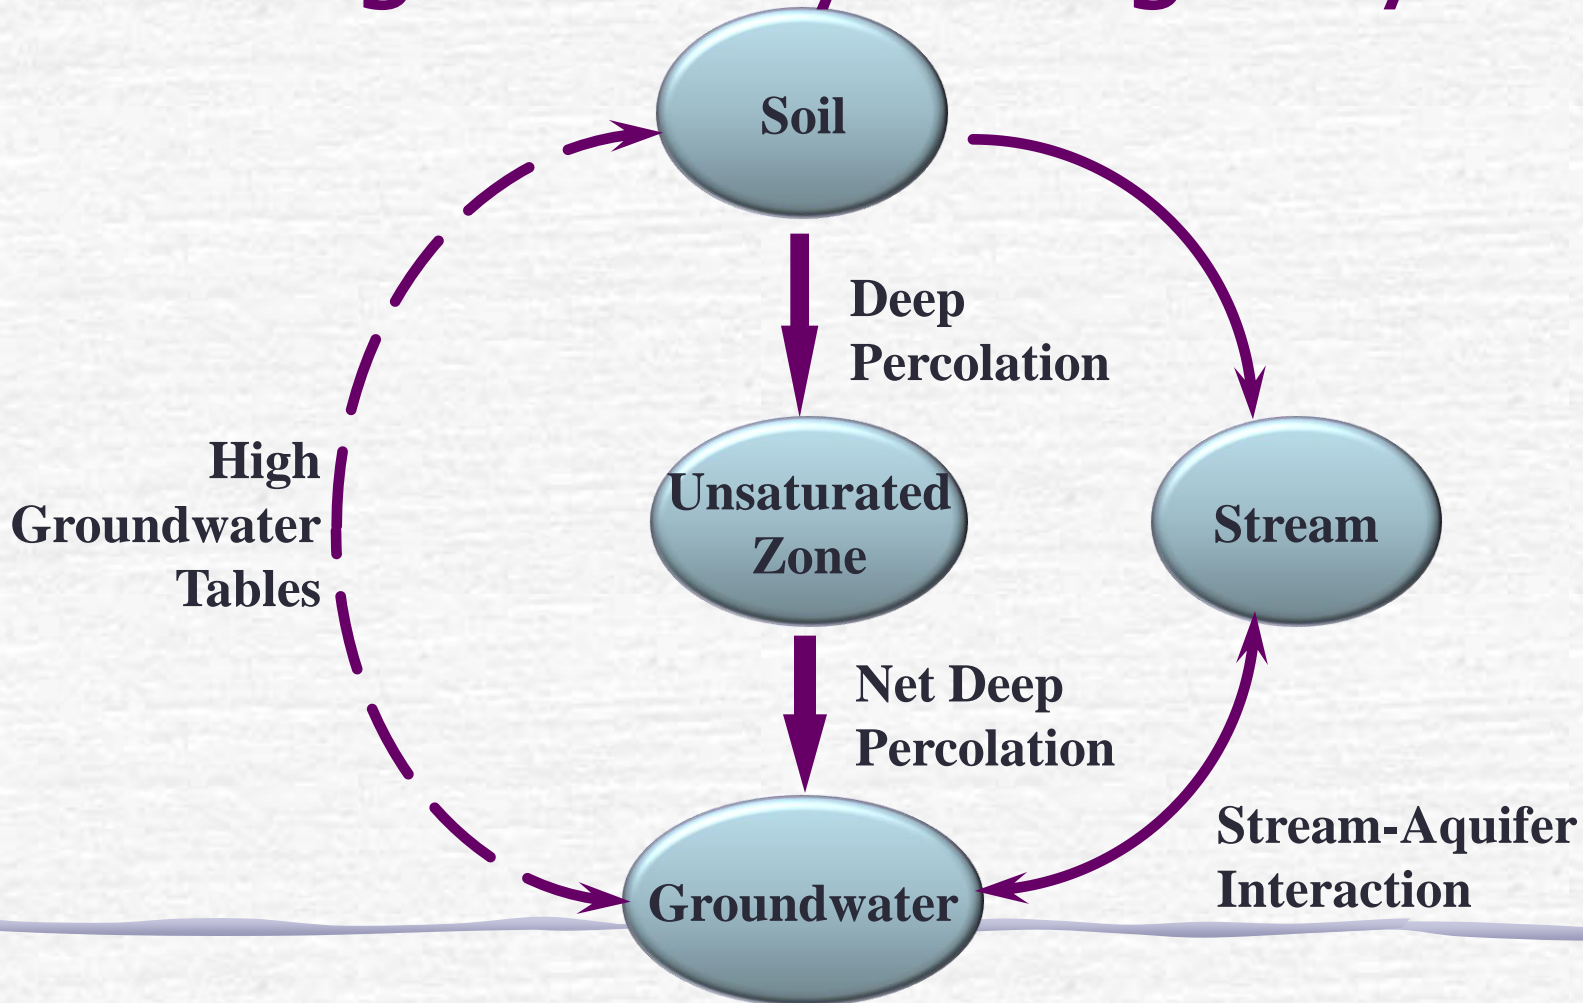 Soil
Deep
Percolation
High
Groundwater
Tables
Unsaturated
Zone
Stream
Net Deep
Percolation
Stream-Aquifer
Interaction
Groundwater